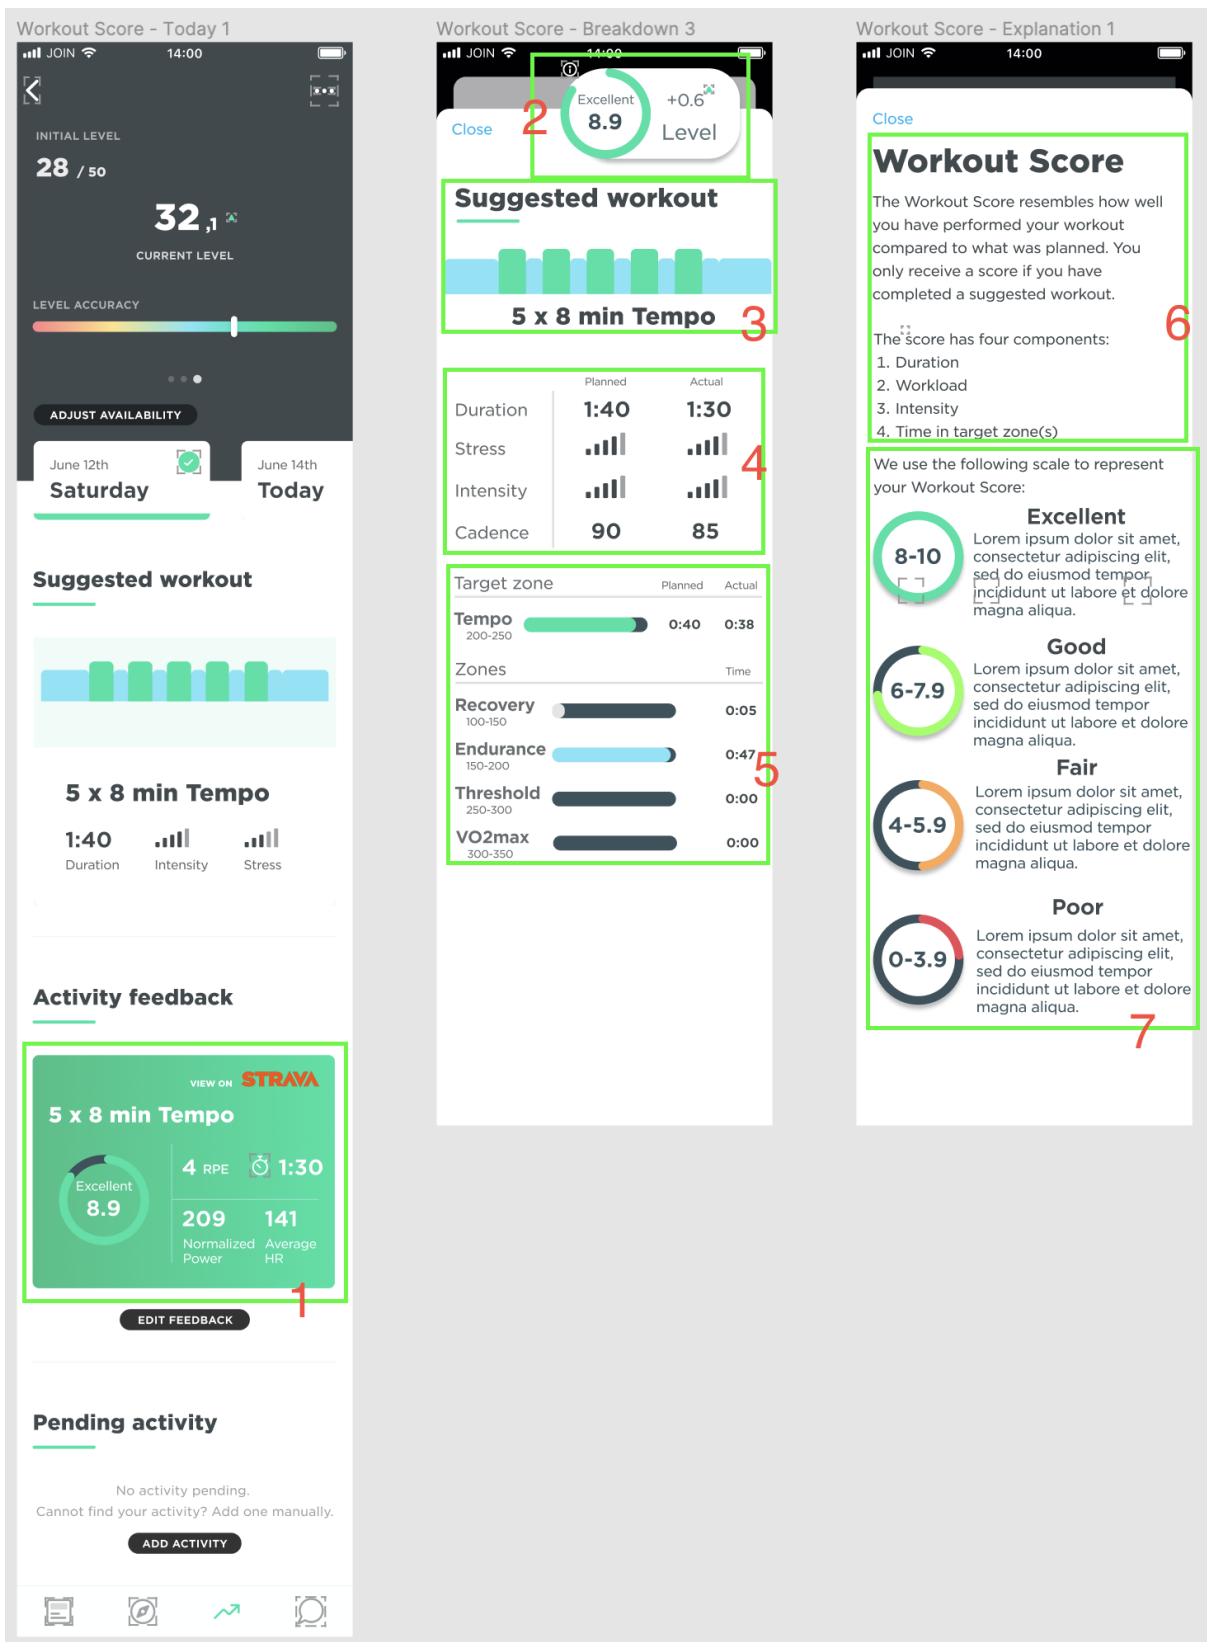 Workout Score - Today 1
JOIN
14:00
INITIAL LEVEL
28 / 50
32 ,1
CURRENT LEVEL
LEVEL ACCURACY
ADJUST AVAILABILITY
June 12th
Saturday
June 14th
Today
Suggested workout
5 x 8 min Tempo
1:40
Duration
Intensity
Stress
Activity feedback
VIEW ON STRAVA
5 x 8 min Tempo
Excellent
8.9
4 RPE
1:30
209
Normalized
Power
141
Average
HR
1
EDIT FEEDBACK
Pending activity
No activity pending.
Cannot find your activity? Add one manually.
ADD ACTIVITY
Workout Score - Breakdown 3
JOIN
14:00
Close
2
Excellent
8.9
+0.6
Level
Suggested workout
5 x 8 min Tempo
3
Planned Actual
Duration 1:40 1:30
Stress
4
Intensity
Cadence 90 85
Target zone Planned Actual
Tempo 0:40 0:38
200-250
Zones Time
Recovery 0:05
100-150
Endurance 0:47
150-200
5
Threshold 0:00
250-300
VO2max 0:00
300-350
Workout Score - Explanation 1
JOIN
14:00
Close
Workout Score
The Workout Score resembles how well
you have performed your workout
compared to what was planned. You
only receive a score if you have
completed a suggested workout.
6
The score has four components:
1. Duration
2. Workload
3. Intensity
4. Time in target zone(s)
We use the following scale to represent
your Workout Score:
8-10
Excellent
Lorem ipsum dolor sit amet,
consectetur adipiscing elit,
sed do eiusmod tempor
incididunt ut labore et dolore
magna aliqua.
6-7.9
Good
Lorem ipsum dolor sit amet,
consectetur adipiscing elit,
sed do eiusmod tempor
incididunt ut labore et dolore
magna aliqua.
4-5.9
Fair
Lorem ipsum dolor sit amet,
consectetur adipiscing elit,
sed do eiusmod tempor
incididunt ut labore et dolore
magna aliqua.
0-3.9
Poor
Lorem ipsum dolor sit amet,
consectetur adipiscing elit,
sed do eiusmod tempor
incididunt ut labore et dolore
magna aliqua.
7